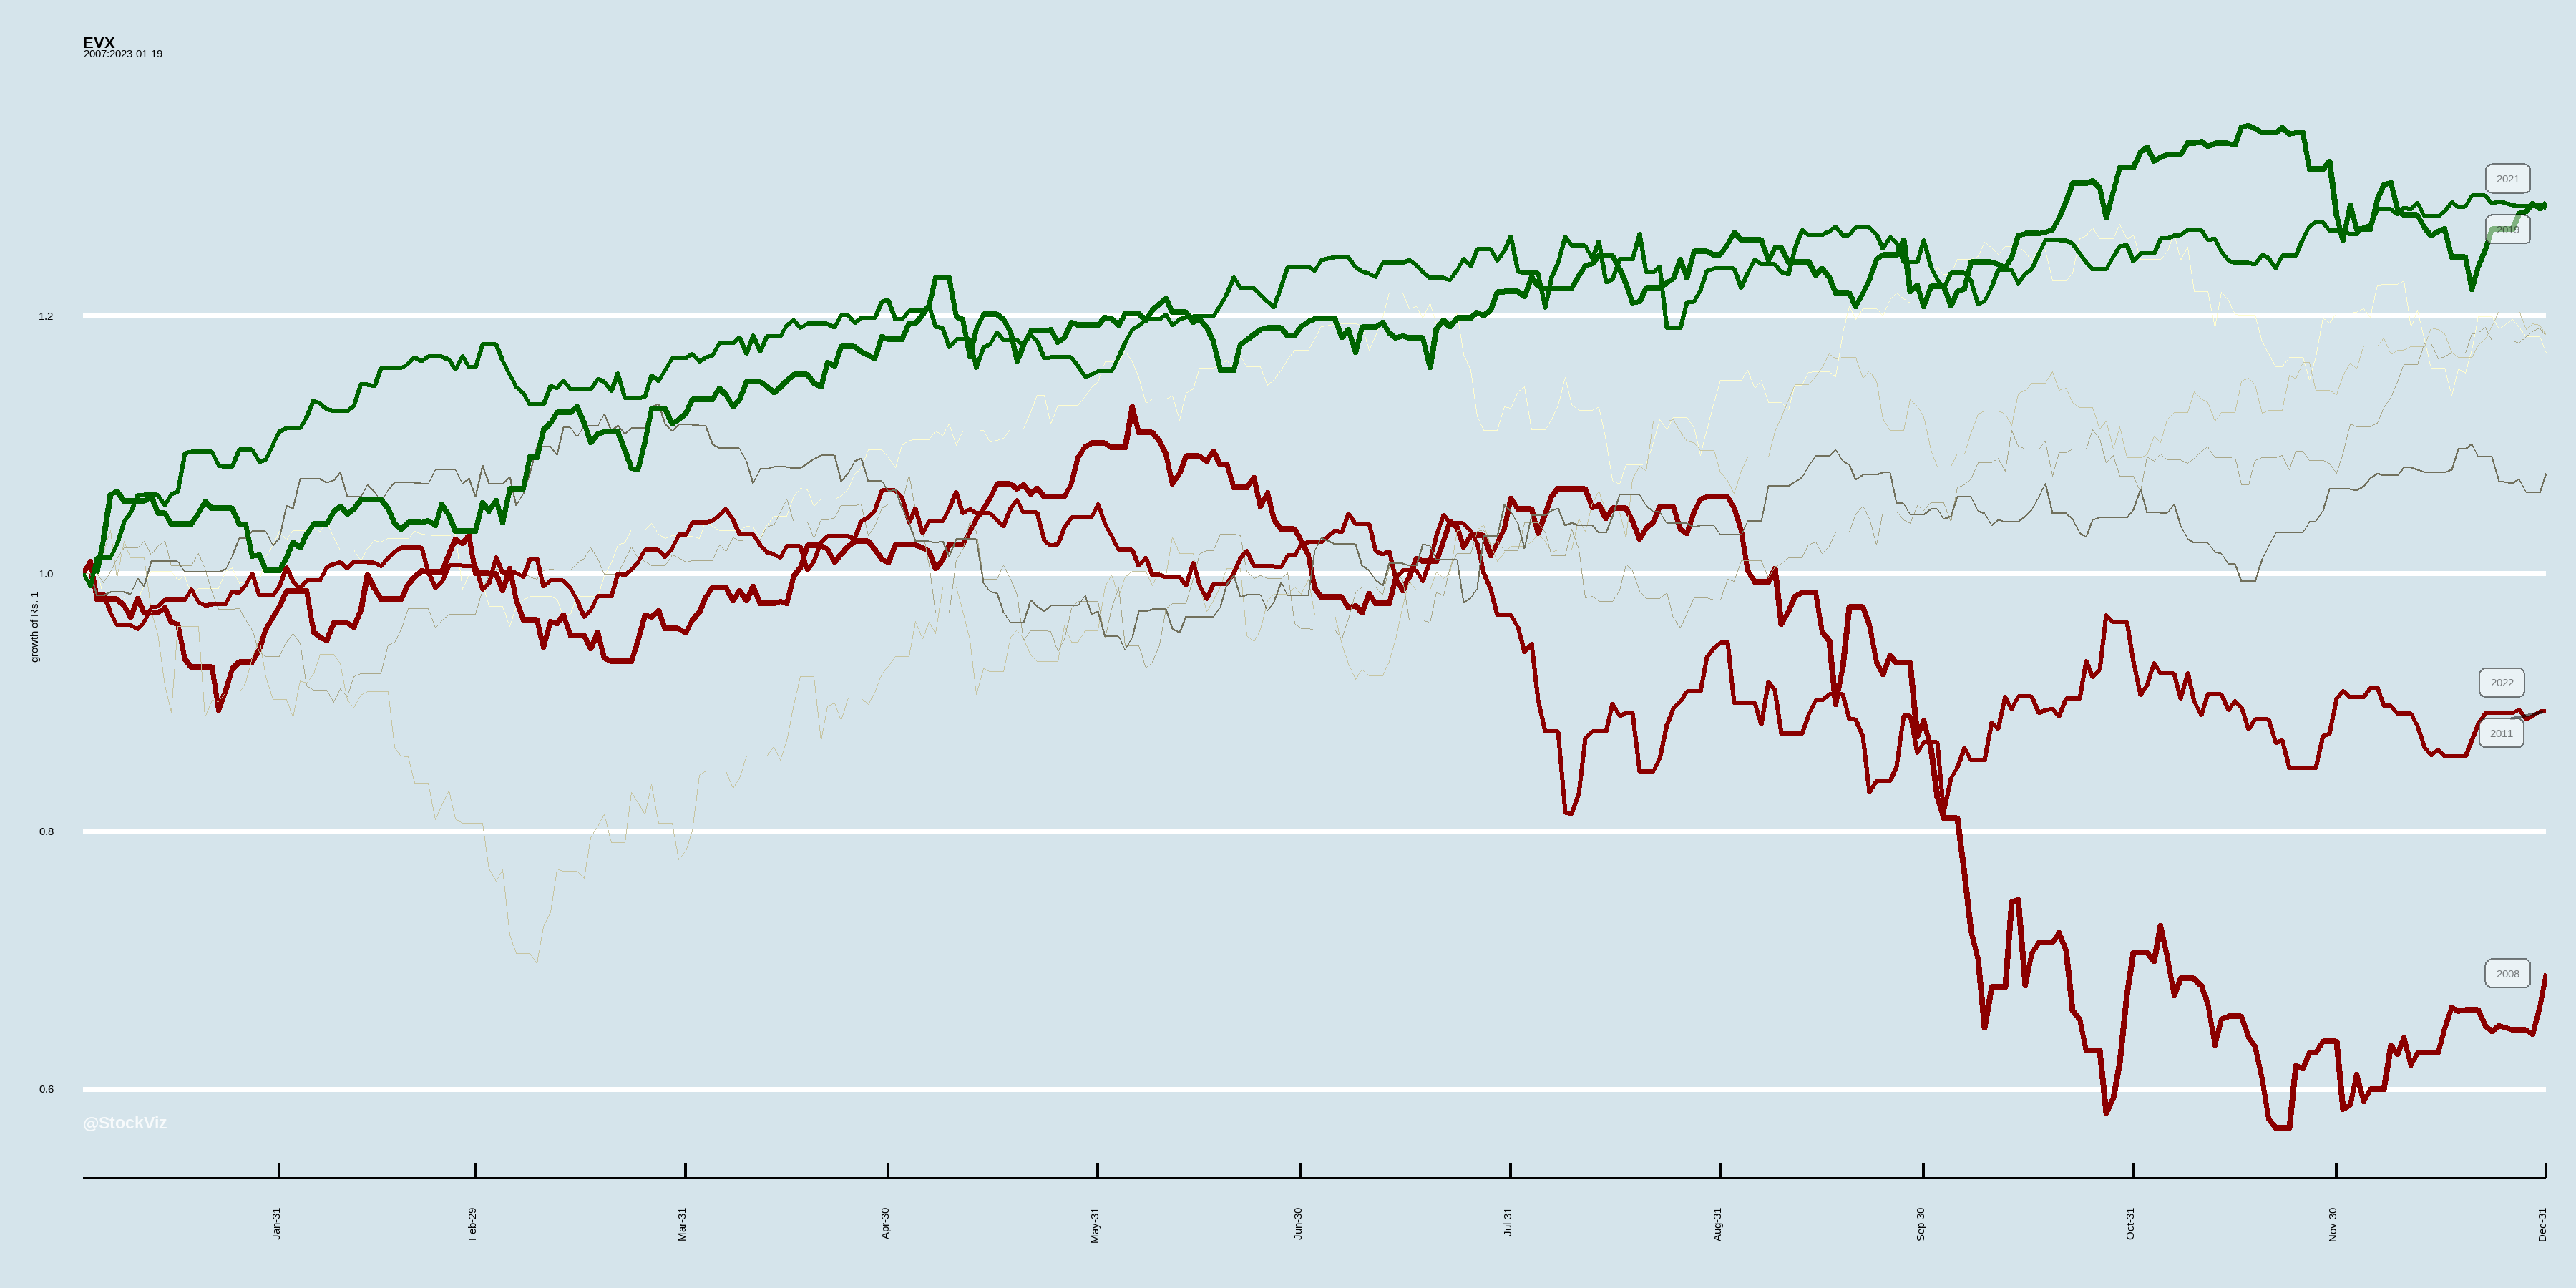 EVX
2007:2023-01-19
2021
2019
1.2
1.0
growth of Rs. 1
2022
2011
0.8
2008
0.6
@StockViz
Jan-31
Feb-29
Mar-31
Apr-30
May-31
Jun-30
Jul-31
Aug-31
Sep-30
Oct-31
Nov-30
Dec-31